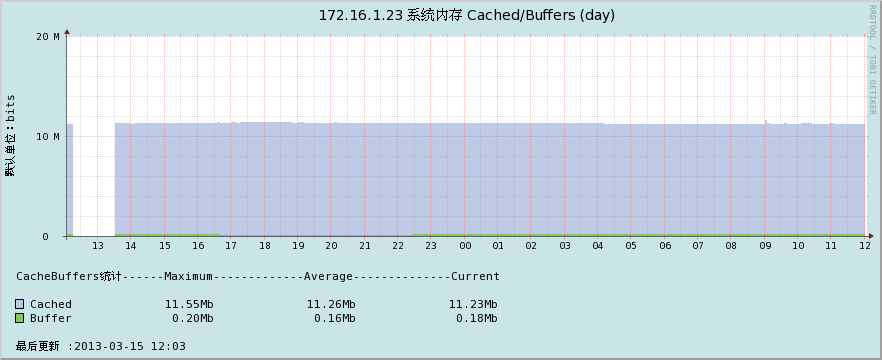 172.16.1.23 系统内存 Cached/Buffers (day)
RRDTOOL / TOBI OETIKER
默认单位：bits
20 M
10 M
0
13 14 15 16 17 18 19 20 21 22 23 00 01 02 03 04 05 06 07 08 09 10 11 12
CacheBuffers统计------Maximum-------------Average--------------Current
Cached 11.55Mb 11.26Mb 11.23Mb
Buffer 0.20Mb 0.16Mb 0.18Mb
最后更新 :2013-03-15 12:03